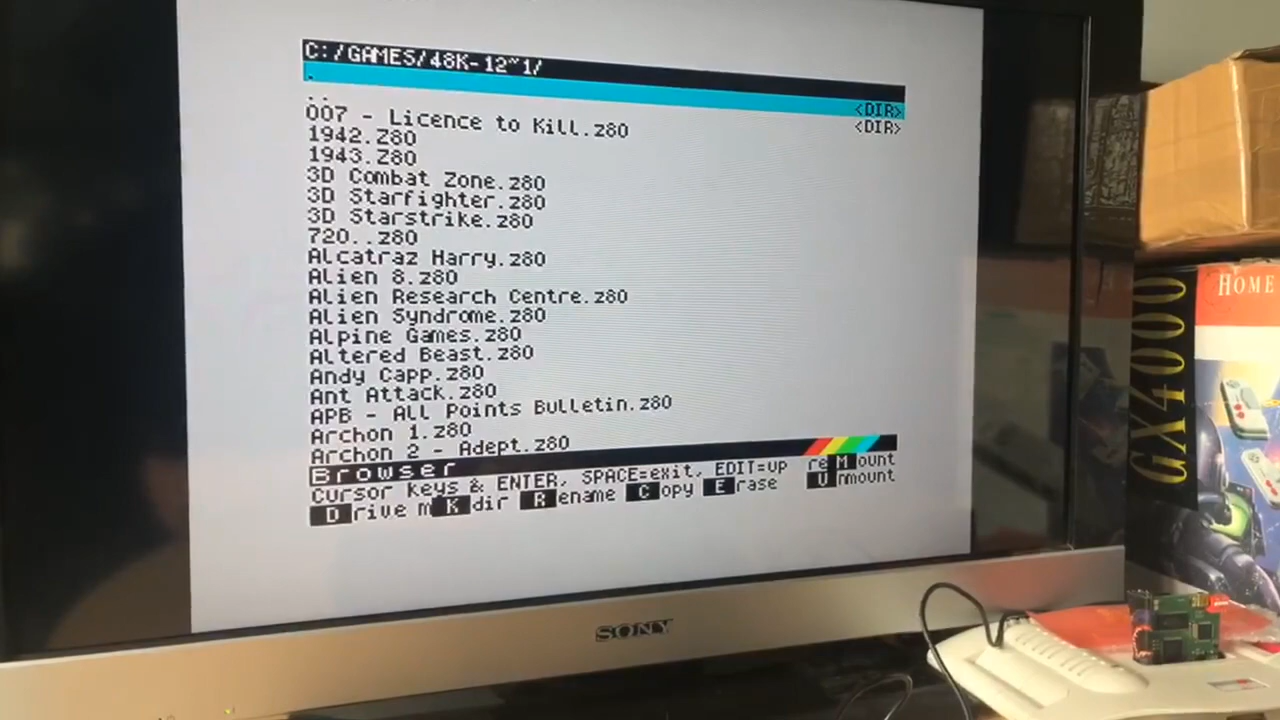 C:/GAMES/48K-12~1/
. <DIR>
.. <DIR>
007 - Licence to Kill.z80
1942.Z80
1943.Z80
3D Combat Zone.z80
3D Starfighter.z80
3D Starstrike.z80
720..z80
Alcatraz Harry.z80
Alien 8.z80
Alien Research Centre.z80
Alien Syndrome.z80
Alpine Games.z80
Altered Beast.z80
Andy Capp.z80
Ant Attack.z80
APB - All Points Bulletin.z80
Archon 1.z80
Archon 2 - Adept.z80
Browser
Cursor keys & ENTER, SPACE=exit, EDIT=UP reMount
Drive mKdir Rename Copy Erase Unmount
SONY
HOME
GX4000